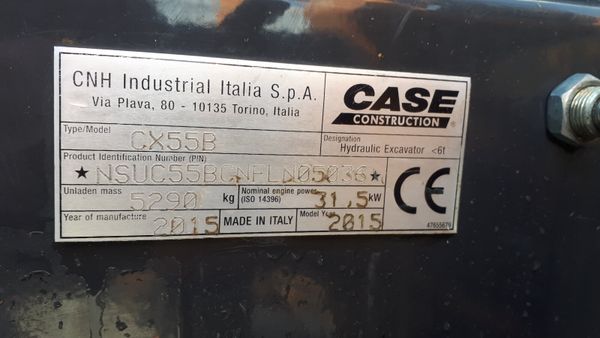 CNH Industrial Italia S.p.A.
Via Plava, 80 - 10135 Torino, Italia
CASE
CONSTRUCTION
Type/Model
CX55B
Designation
Hydraulic Excavator <6t
Product Identification Number (PIN)
★NSUC55BCNFLN05036★
Unladen mass
5290 kg
Nominal engine power
(ISO 14396)
31,5 kW
Year of manufacture
2015
MADE IN ITALY
Model Year
2015
CE
47655679